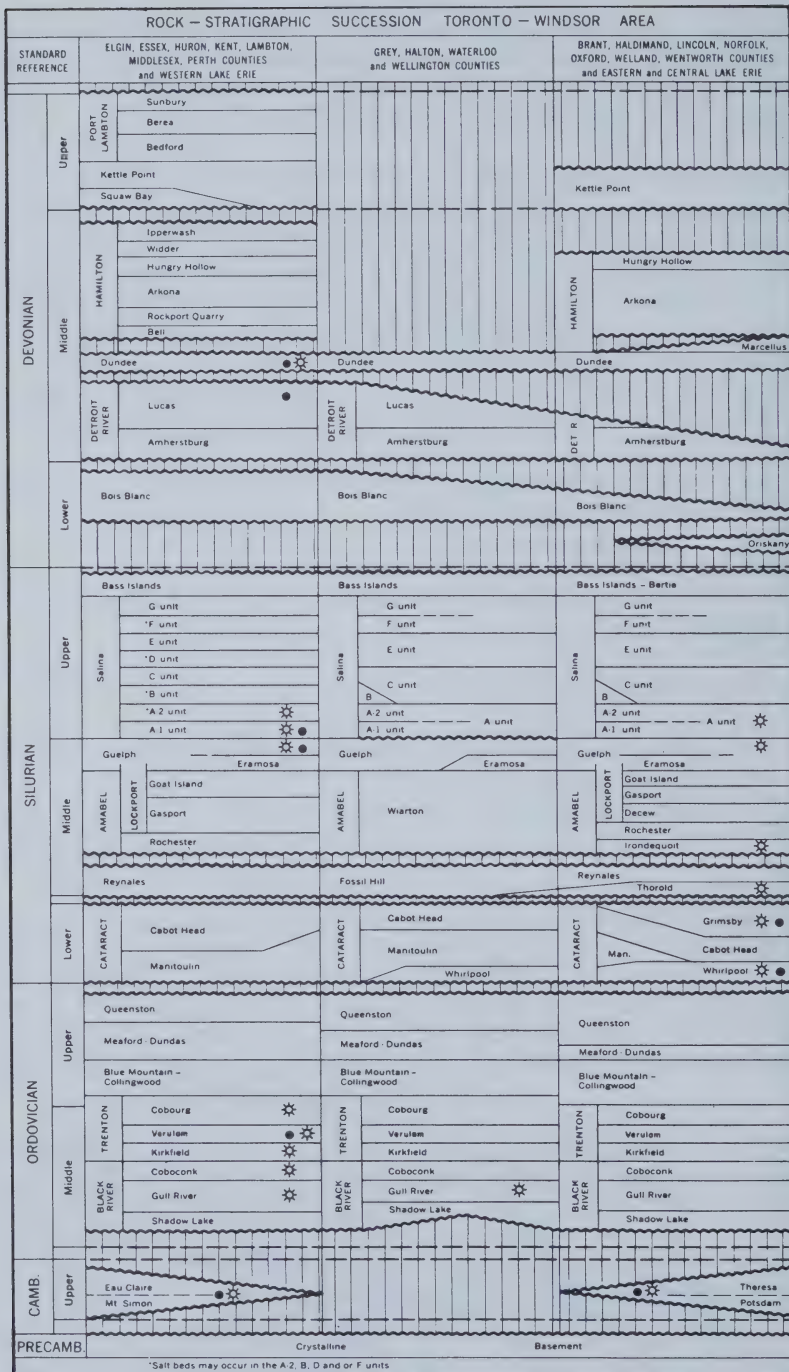 ROCK – STRATIGRAPHIC SUCCESSION TORONTO – WINDSOR AREA
STANDARD
REFERENCE
ELGIN, ESSEX, HURON, KENT, LAMBTON,
MIDDLESEX, PERTH COUNTIES
and WESTERN LAKE ERIE
GREY, HALTON, WATERLOO
and WELLINGTON COUNTIES
BRANT, HALDIMAND, LINCOLN, NORFOLK,
OXFORD, WELLAND, WENTWORTH COUNTIES
and EASTERN and CENTRAL LAKE ERIE
DEVONIAN
Upper
PORT
LAMBTON
Sunbury
Berea
Bedford
Kettle Point
Squaw Bay
Kettle Point
Middle
HAMILTON
Ipperwash
Widder
Hungry Hollow
Arkona
Rockport Quarry
Bell
HAMILTON
Hungry Hollow
Arkona
Marcellus
Dundee
Dundee
Dundee
DETROIT
RIVER
Lucas
Amherstburg
DETROIT
RIVER
Lucas
Amherstburg
DET R
Amherstburg
Lower
Bois Blanc
Bois Blanc
Bois Blanc
Oriskany
SILURIAN
Upper
Bass Islands
Bass Islands
Bass Islands – Bertie
Salina
G unit
*F unit
E unit
*D unit
C unit
*B unit
*A-2 unit
A-1 unit
Salina
G unit
F unit
E unit
C unit
B
A-2 unit
A unit
A-1 unit
Salina
G unit
F unit
E unit
C unit
B
A-2 unit
A unit
A-1 unit
Middle
Guelph
Eramosa
Guelph
Eramosa
Guelph
Eramosa
AMABEL
LOCKPORT
Goat Island
Gasport
Rochester
AMABEL
Wiarton
AMABEL
LOCKPORT
Goat Island
Gasport
Decew
Rochester
Irondequoit
Reynales
Fossil Hill
Reynales
Thorold
Lower
CATARACT
Cabot Head
Manitoulin
CATARACT
Cabot Head
Manitoulin
Whirlpool
CATARACT
Grimsby
Cabot Head
Man.
Whirlpool
ORDOVICIAN
Upper
Queenston
Meaford-Dundas
Blue Mountain –
Collingwood
Queenston
Meaford-Dundas
Blue Mountain –
Collingwood
Queenston
Meaford-Dundas
Blue Mountain –
Collingwood
Middle
TRENTON
Cobourg
Verulam
Kirkfield
TRENTON
Cobourg
Verulam
Kirkfield
TRENTON
Cobourg
Verulam
Kirkfield
BLACK
RIVER
Coboconk
Gull River
Shadow Lake
BLACK
RIVER
Coboconk
Gull River
Shadow Lake
BLACK
RIVER
Coboconk
Gull River
Shadow Lake
CAMB.
Upper
Eau Claire
Mt Simon
Theresa
Potsdam
PRECAMB.
Crystalline Basement
*Salt beds may occur in the A-2, B, D and or F units